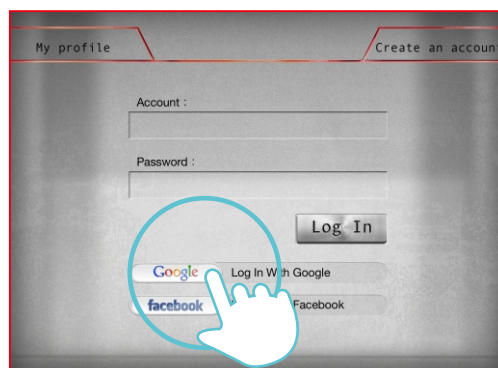 My profile
Create an accoun
Account :
Password :
Log In
Google Log In With Google
facebook Facebook